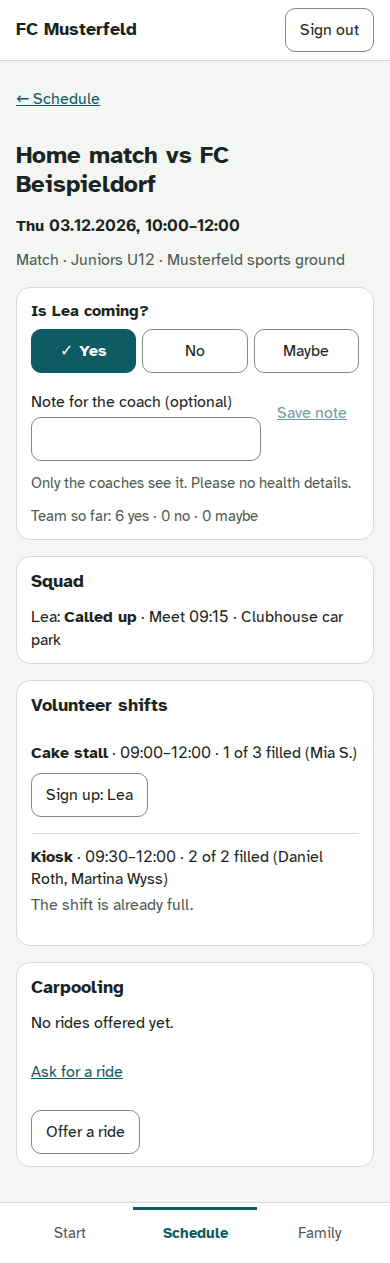 FC Musterfeld
Sign out
← Schedule
Home match vs FC
Beispieldorf
Thu 03.12.2026, 10:00–12:00
Match · Juniors U12 · Musterfeld sports ground
Is Lea coming?
✓ Yes
No
Maybe
Note for the coach (optional)
Save note
Only the coaches see it. Please no health details.
Team so far: 6 yes · 0 no · 0 maybe
Squad
Lea: Called up · Meet 09:15 · Clubhouse car
park
Volunteer shifts
Cake stall · 09:00–12:00 · 1 of 3 filled (Mia S.)
Sign up: Lea
Kiosk · 09:30–12:00 · 2 of 2 filled (Daniel
Roth, Martina Wyss)
The shift is already full.
Carpooling
No rides offered yet.
Ask for a ride
Offer a ride
Start
Schedule
Family